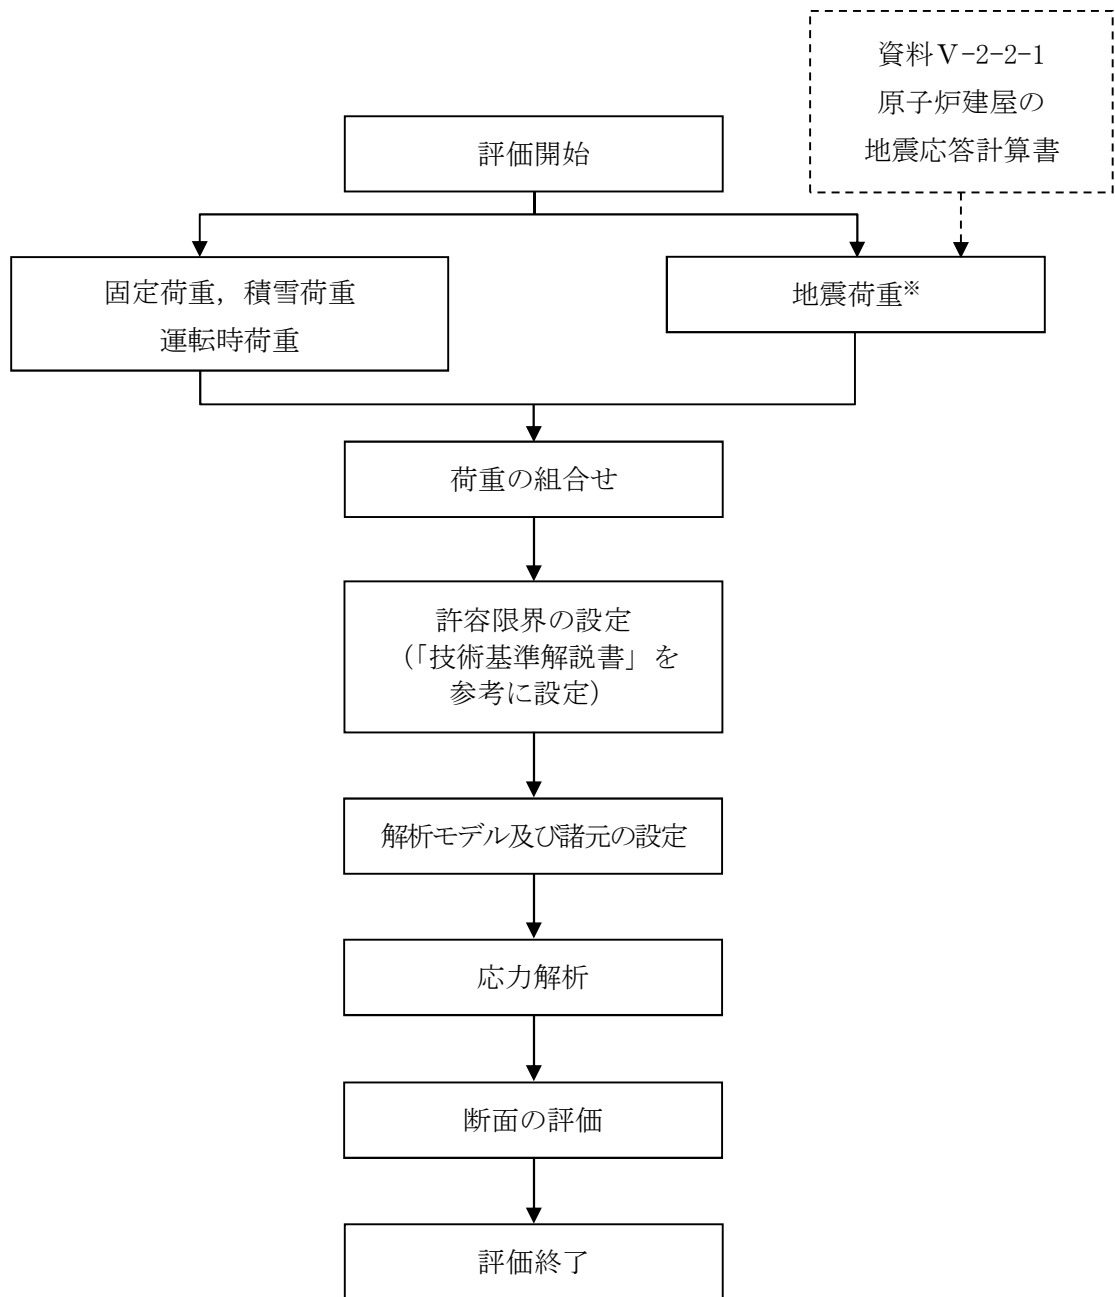 資料Ⅴ-2-2-1
原子炉建屋の
地震応答計算書
評価開始
固定荷重，積雪荷重
運転時荷重
地震荷重※
荷重の組合せ
許容限界の設定
（「技術基準解説書」を
参考に設定）
解析モデル及び諸元の設定
応力解析
断面の評価
評価終了